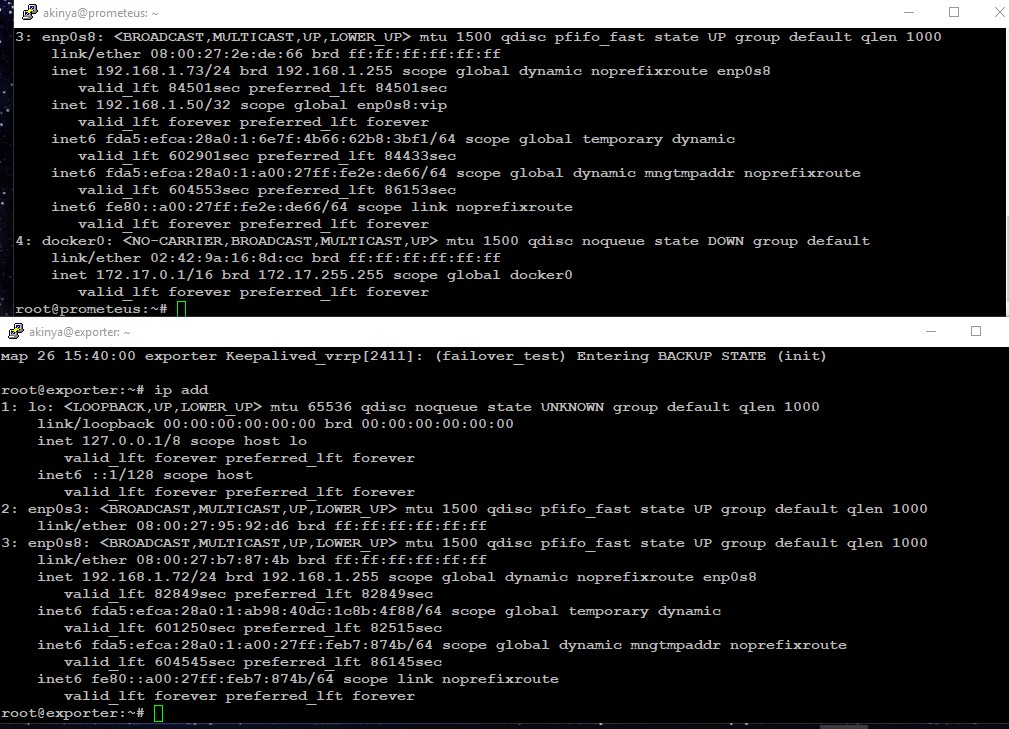 akinya@prometeus: ~
3: enp0s8: <BROADCAST,MULTICAST,UP,LOWER_UP> mtu 1500 qdisc pfifo_fast state UP group default qlen 1000
link/ether 08:00:27:2e:de:66 brd ff:ff:ff:ff:ff:ff
inet 192.168.1.73/24 brd 192.168.1.255 scope global dynamic noprefixroute enp0s8
valid_lft 84501sec preferred_lft 84501sec
inet 192.168.1.50/32 scope global enp0s8:vip
valid_lft forever preferred_lft forever
inet6 fda5:efca:28a0:1:6e7f:4b66:62b8:3bf1/64 scope global temporary dynamic
valid_lft 602901sec preferred_lft 84433sec
inet6 fda5:efca:28a0:1:a00:27ff:fe2e:de66/64 scope global dynamic mngtmpaddr noprefixroute
valid_lft 604553sec preferred_lft 86153sec
inet6 fe80::a00:27ff:fe2e:de66/64 scope link noprefixroute
valid_lft forever preferred_lft forever
4: docker0: <NO-CARRIER,BROADCAST,MULTICAST,UP> mtu 1500 qdisc noqueue state DOWN group default
link/ether 02:42:9a:16:8d:cc brd ff:ff:ff:ff:ff:ff
inet 172.17.0.1/16 brd 172.17.255.255 scope global docker0
valid_lft forever preferred_lft forever
root@prometeus:~#
akinya@exporter: ~
мар 26 15:40:00 exporter Keepalived_vrrp[2411]: (failover_test) Entering BACKUP STATE (init)
root@exporter:~# ip add
1: lo: <LOOPBACK,UP,LOWER_UP> mtu 65536 qdisc noqueue state UNKNOWN group default qlen 1000
link/loopback 00:00:00:00:00:00 brd 00:00:00:00:00:00
inet 127.0.0.1/8 scope host lo
valid_lft forever preferred_lft forever
inet6 ::1/128 scope host
valid_lft forever preferred_lft forever
2: enp0s3: <BROADCAST,MULTICAST,UP,LOWER_UP> mtu 1500 qdisc pfifo_fast state UP group default qlen 1000
link/ether 08:00:27:95:92:d6 brd ff:ff:ff:ff:ff:ff
3: enp0s8: <BROADCAST,MULTICAST,UP,LOWER_UP> mtu 1500 qdisc pfifo_fast state UP group default qlen 1000
link/ether 08:00:27:b7:87:4b brd ff:ff:ff:ff:ff:ff
inet 192.168.1.72/24 brd 192.168.1.255 scope global dynamic noprefixroute enp0s8
valid_lft 82849sec preferred_lft 82849sec
inet6 fda5:efca:28a0:1:ab98:40dc:1c8b:4f88/64 scope global temporary dynamic
valid_lft 601250sec preferred_lft 82515sec
inet6 fda5:efca:28a0:1:a00:27ff:feb7:874b/64 scope global dynamic mngtmpaddr noprefixroute
valid_lft 604545sec preferred_lft 86145sec
inet6 fe80::a00:27ff:feb7:874b/64 scope link noprefixroute
valid_lft forever preferred_lft forever
root@exporter:~#